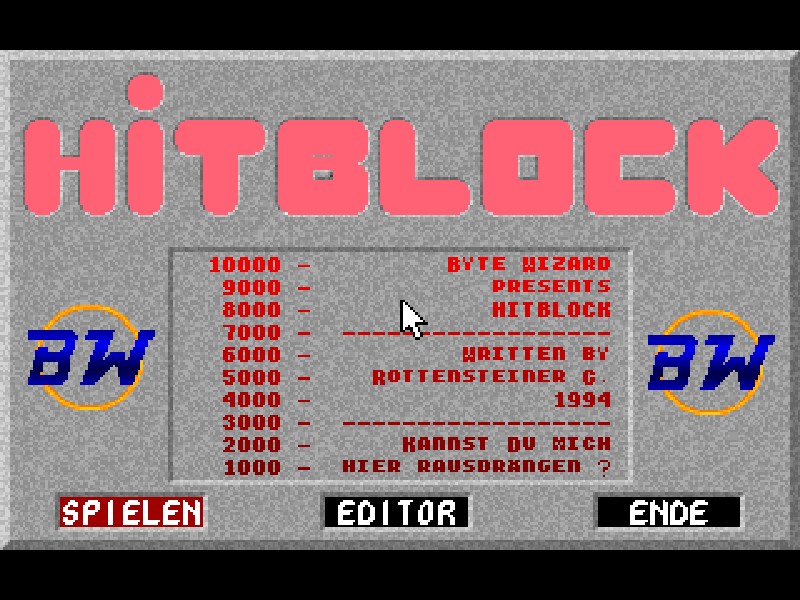 HiTBLOCK
10000 - BYTE WIZARD
9000 - PRESENTS
8000 - HITBLOCK
7000 - -------------------
6000 - WRITTEN BY
5000 - ROTTENSTEINER G.
4000 - 1994
3000 - -------------------
2000 - KANNST DU MICH
1000 - HIER RAUSDRÄNGEN ?
BW
BW
SPIELEN
EDITOR
ENDE